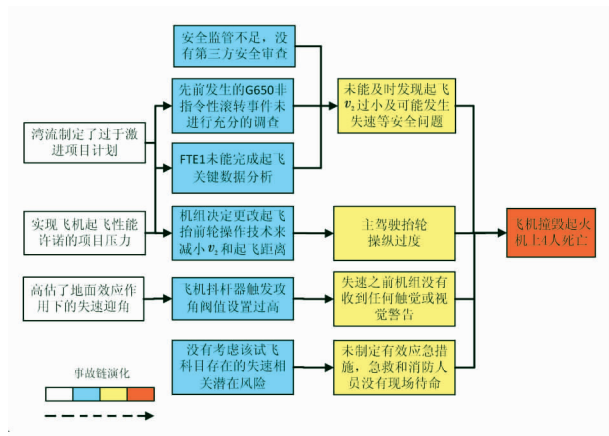 安全监管不足，没
有第三方安全审查
先前发生的G650非
指令性滚转事件未
进行充分的调查
未能及时发现起飞
v₂过小及可能发生
失速等安全问题
湾流制定了过于激
进项目计划
FTE1未能完成起飞
关键数据分析
实现飞机起飞性能
许诺的项目压力
机组决定更改起飞
抬前轮操作技术来
减小v₂和起飞距离
主驾驶抬轮
操纵过度
飞机撞毁起火
机上4人死亡
高估了地面效应作
用下的失速迎角
飞机抖杆器触发攻
角阀值设置过高
失速之前机组没有
收到任何触觉或视
觉警告
没有考虑该试飞
科目存在的失速相
关潜在风险
未制定有效应急措
施，急救和消防人
员没有现场待命
事故链演化